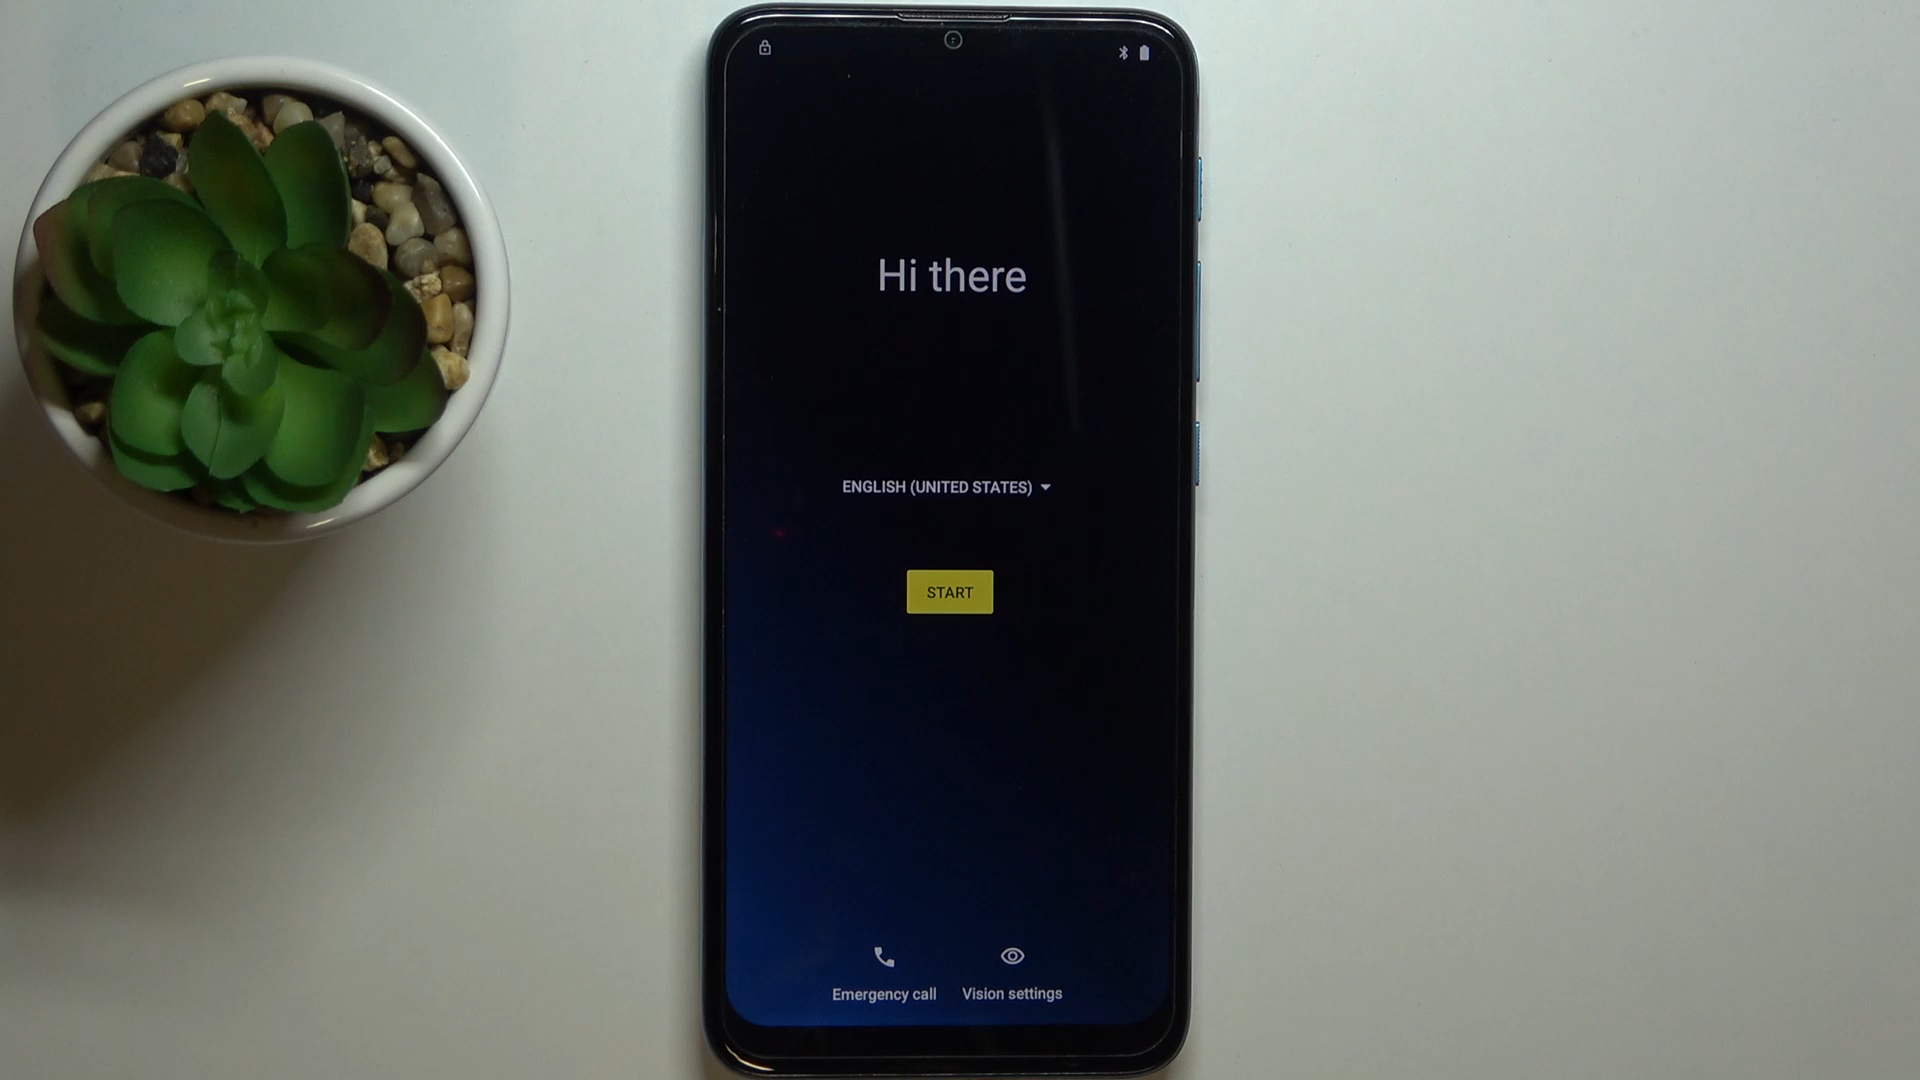 Hi there
ENGLISH (UNITED STATES)
START
Emergency call
Vision settings